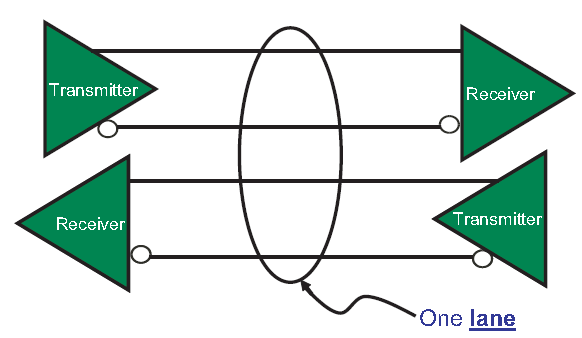 Transmitter
Receiver
Receiver
Transmitter
One lane